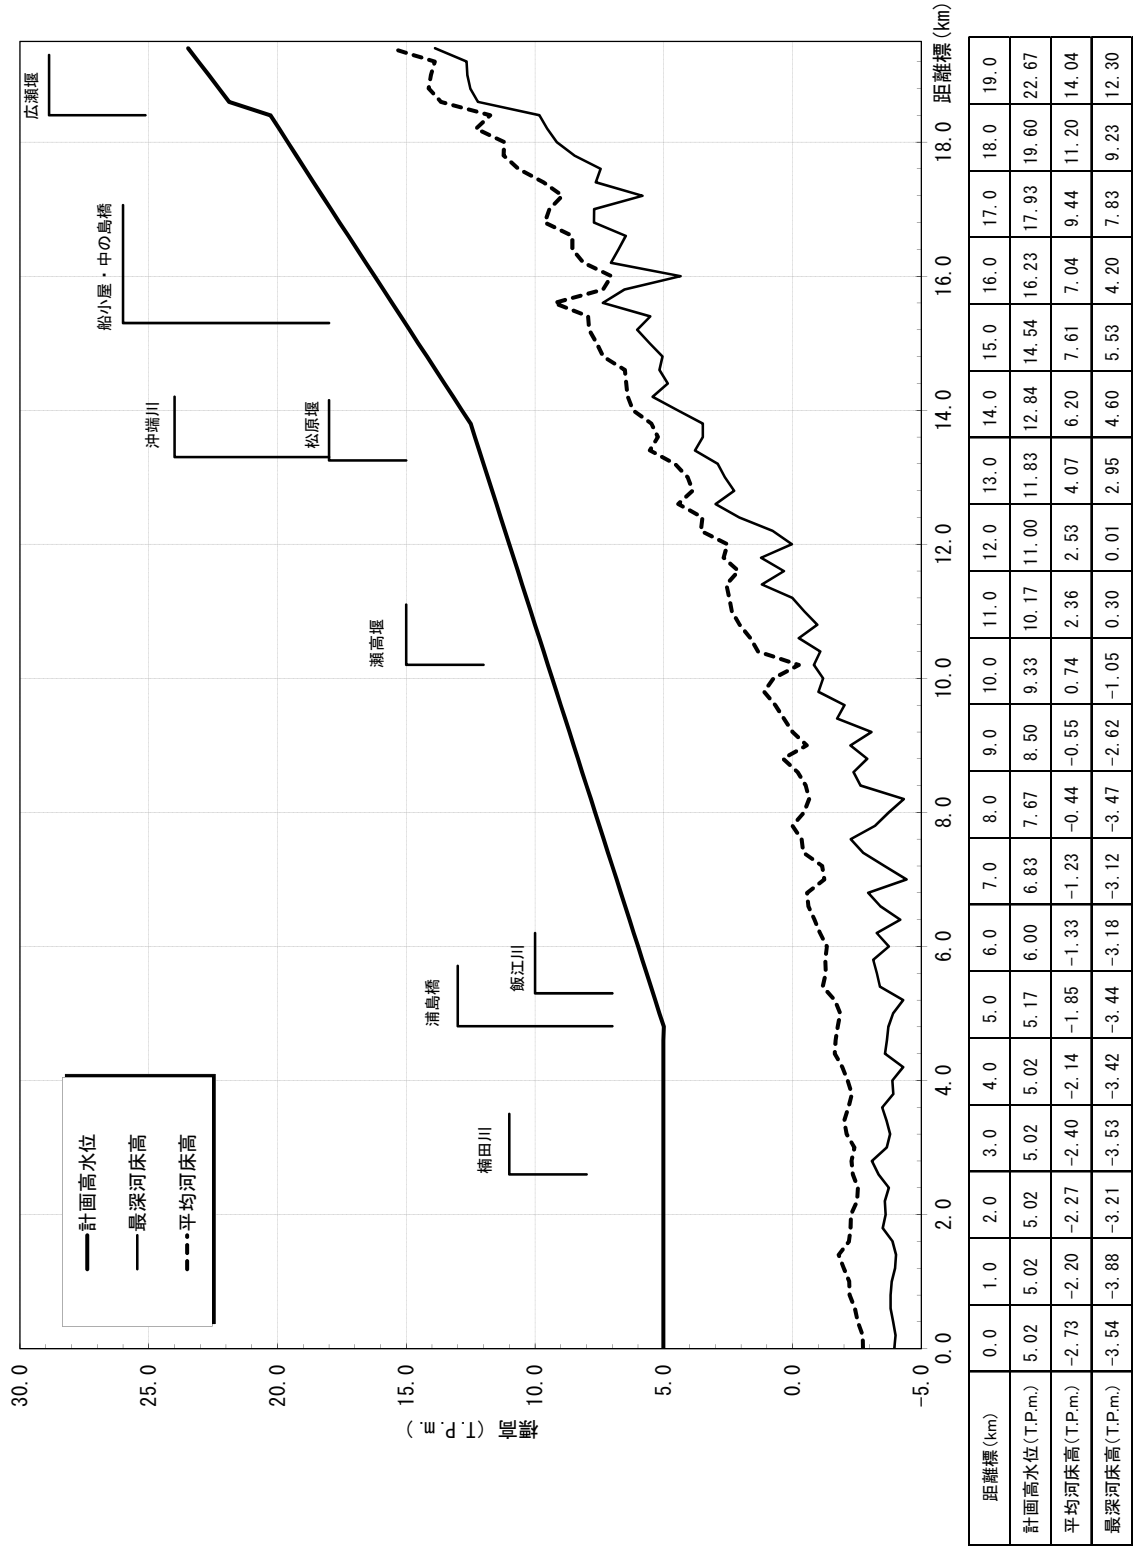 30.0
25.0
20.0
15.0
10.0
5.0
0.0
-5.0
標高(T.P.m.)
計画高水位
最深河床高
平均河床高
楠田川
浦島橋
飯江川
瀬高堰
沖端川
松原堰
船小屋・中の島橋
広瀬堰
0.0 2.0 4.0 6.0 8.0 10.0 12.0 14.0 16.0 18.0 距離標(km)
距離標(km) 0.0 1.0 2.0 3.0 4.0 5.0 6.0 7.0 8.0 9.0 10.0 11.0 12.0 13.0 14.0 15.0 16.0 17.0 18.0 19.0
計画高水位(T.P.m.) 5.02 5.02 5.02 5.02 5.02 5.17 6.00 6.83 7.67 8.50 9.33 10.17 11.00 11.83 12.84 14.54 16.23 17.93 19.60 22.67
平均河床高(T.P.m.) -2.73 -2.20 -2.27 -2.40 -2.14 -1.85 -1.33 -1.23 -0.44 -0.55 0.74 2.36 2.53 4.07 6.20 7.61 7.04 9.44 11.20 14.04
最深河床高(T.P.m.) -3.54 -3.88 -3.21 -3.53 -3.42 -3.44 -3.18 -3.12 -3.47 -2.62 -1.05 0.30 0.01 2.95 4.60 5.53 4.20 7.83 9.23 12.30